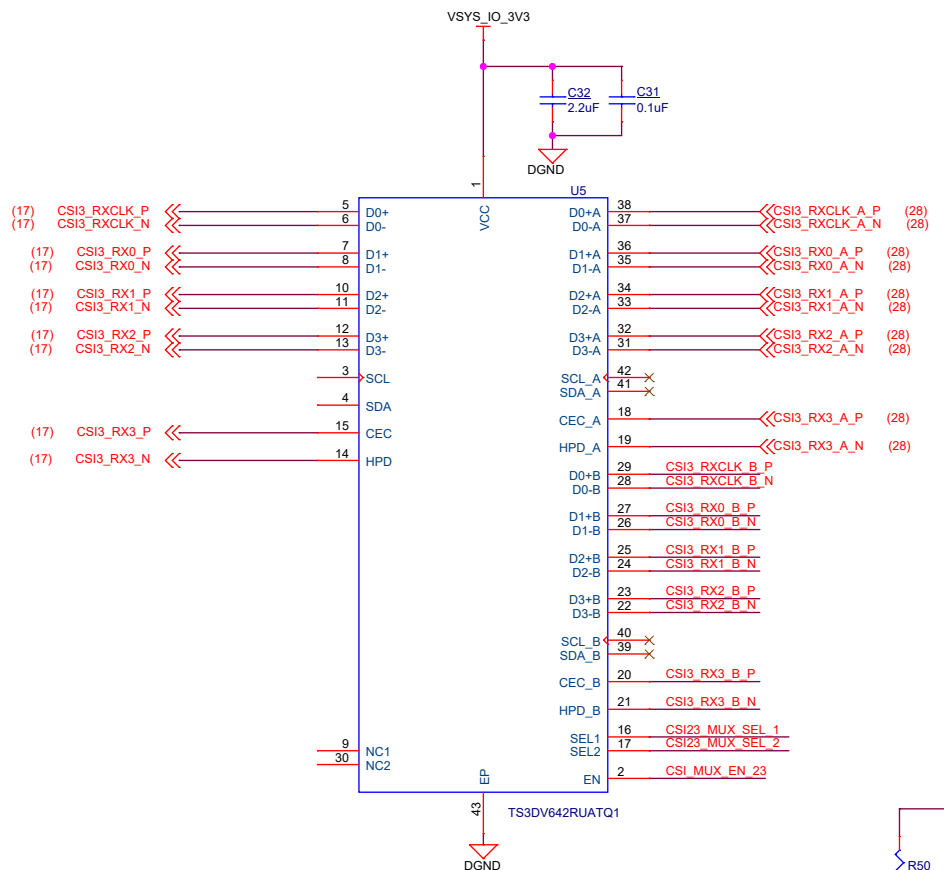 VSYS_IO_3V3
C32
2.2uF
C31
0.1uF
DGND
1
U5
VCC
(17) CSI3_RXCLK_P 5 D0+ D0+A 38 CSI3_RXCLK_A_P (28)
(17) CSI3_RXCLK_N 6 D0- D0-A 37 CSI3_RXCLK_A_N (28)
(17) CSI3_RX0_P 7 D1+ D1+A 36 CSI3_RX0_A_P (28)
(17) CSI3_RX0_N 8 D1- D1-A 35 CSI3_RX0_A_N (28)
(17) CSI3_RX1_P 10 D2+ D2+A 34 CSI3_RX1_A_P (28)
(17) CSI3_RX1_N 11 D2- D2-A 33 CSI3_RX1_A_N (28)
(17) CSI3_RX2_P 12 D3+ D3+A 32 CSI3_RX2_A_P (28)
(17) CSI3_RX2_N 13 D3- D3-A 31 CSI3_RX2_A_N (28)
3 SCL SCL_A 42
SDA_A 41
4 SDA
CEC_A 18 CSI3_RX3_A_P (28)
(17) CSI3_RX3_P 15 CEC
HPD_A 19 CSI3_RX3_A_N (28)
(17) CSI3_RX3_N 14 HPD
D0+B 29 CSI3_RXCLK_B_P
D0-B 28 CSI3_RXCLK_B_N
D1+B 27 CSI3_RX0_B_P
D1-B 26 CSI3_RX0_B_N
D2+B 25 CSI3_RX1_B_P
D2-B 24 CSI3_RX1_B_N
D3+B 23 CSI3_RX2_B_P
D3-B 22 CSI3_RX2_B_N
SCL_B 40
SDA_B 39
CEC_B 20 CSI3_RX3_B_P
HPD_B 21 CSI3_RX3_B_N
SEL1 16 CSI23_MUX_SEL_1
9 NC1 SEL2 17 CSI23_MUX_SEL_2
30 NC2
EP
EN 2 CSI_MUX_EN_23
43
TS3DV642RUATQ1
DGND
R50